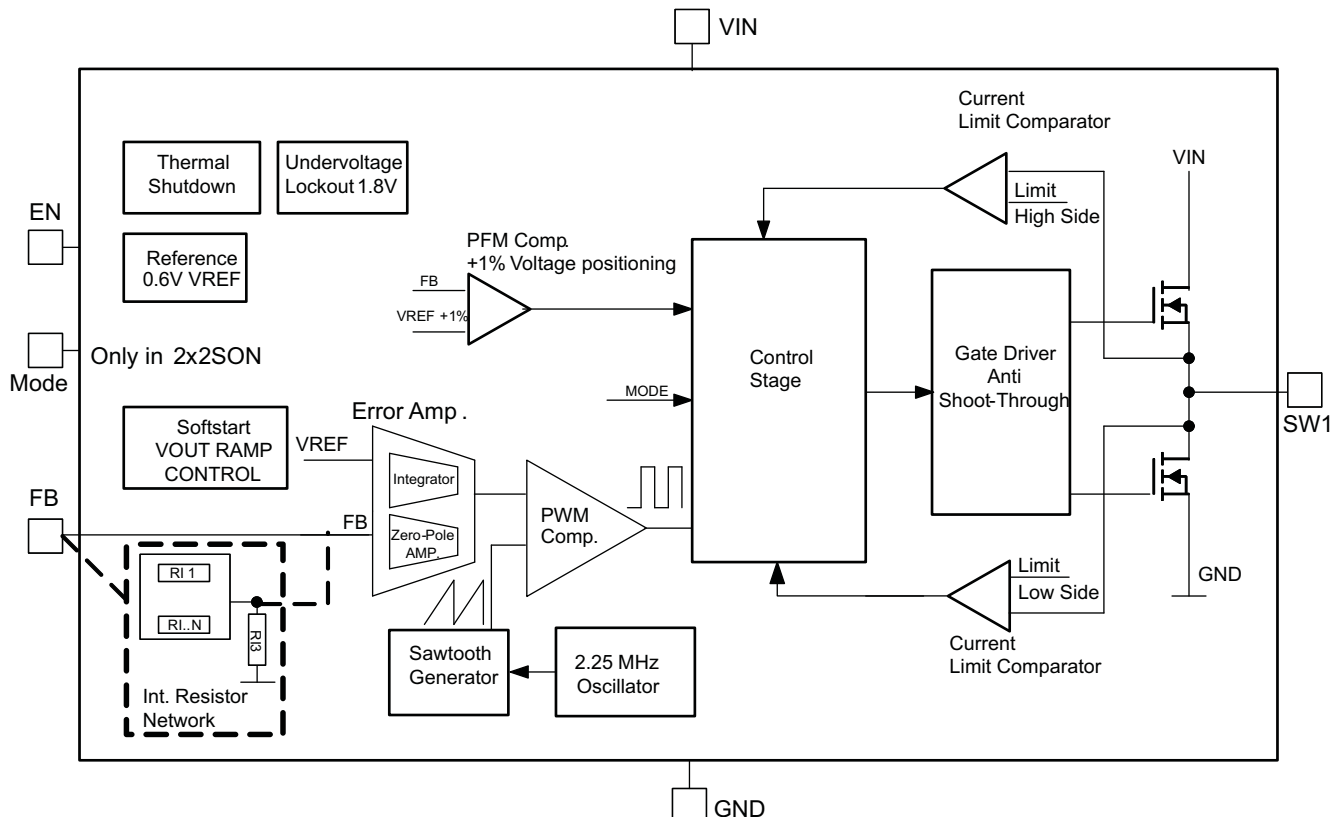 VIN
Current
Limit Comparator
Thermal
Shutdown
Undervoltage
Lockout 1.8V
VIN
Limit
High Side
EN
Reference
0.6V VREF
PFM Comp.
+1% Voltage positioning
FB
VREF +1%
Mode
Only in 2x2SON
Control
Stage
Gate Driver
Anti
Shoot-Through
MODE
SW1
Softstart
VOUT RAMP
CONTROL
Error Amp .
VREF
Integrator
FB
FB
Zero-Pole
AMP.
PWM
Comp.
Limit
Low Side
GND
RI 1
RI..N
RI3
Int. Resistor
Network
Sawtooth
Generator
2.25 MHz
Oscillator
Current
Limit Comparator
GND